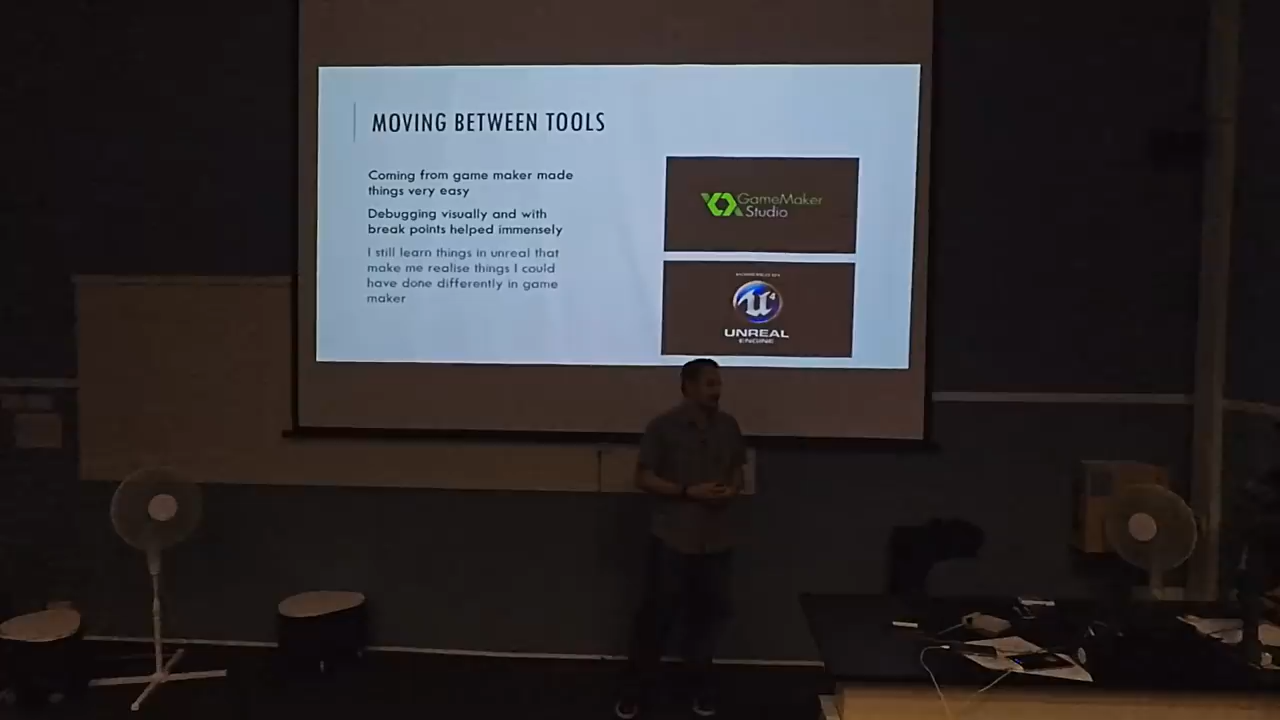 MOVING BETWEEN TOOLS
Coming from game maker made
things very easy
Debugging visually and with
break points helped immensely
I still learn things in unreal that
make me realise things I could
have done differently in game
maker
GameMaker
Studio
UNREAL
ENGINE